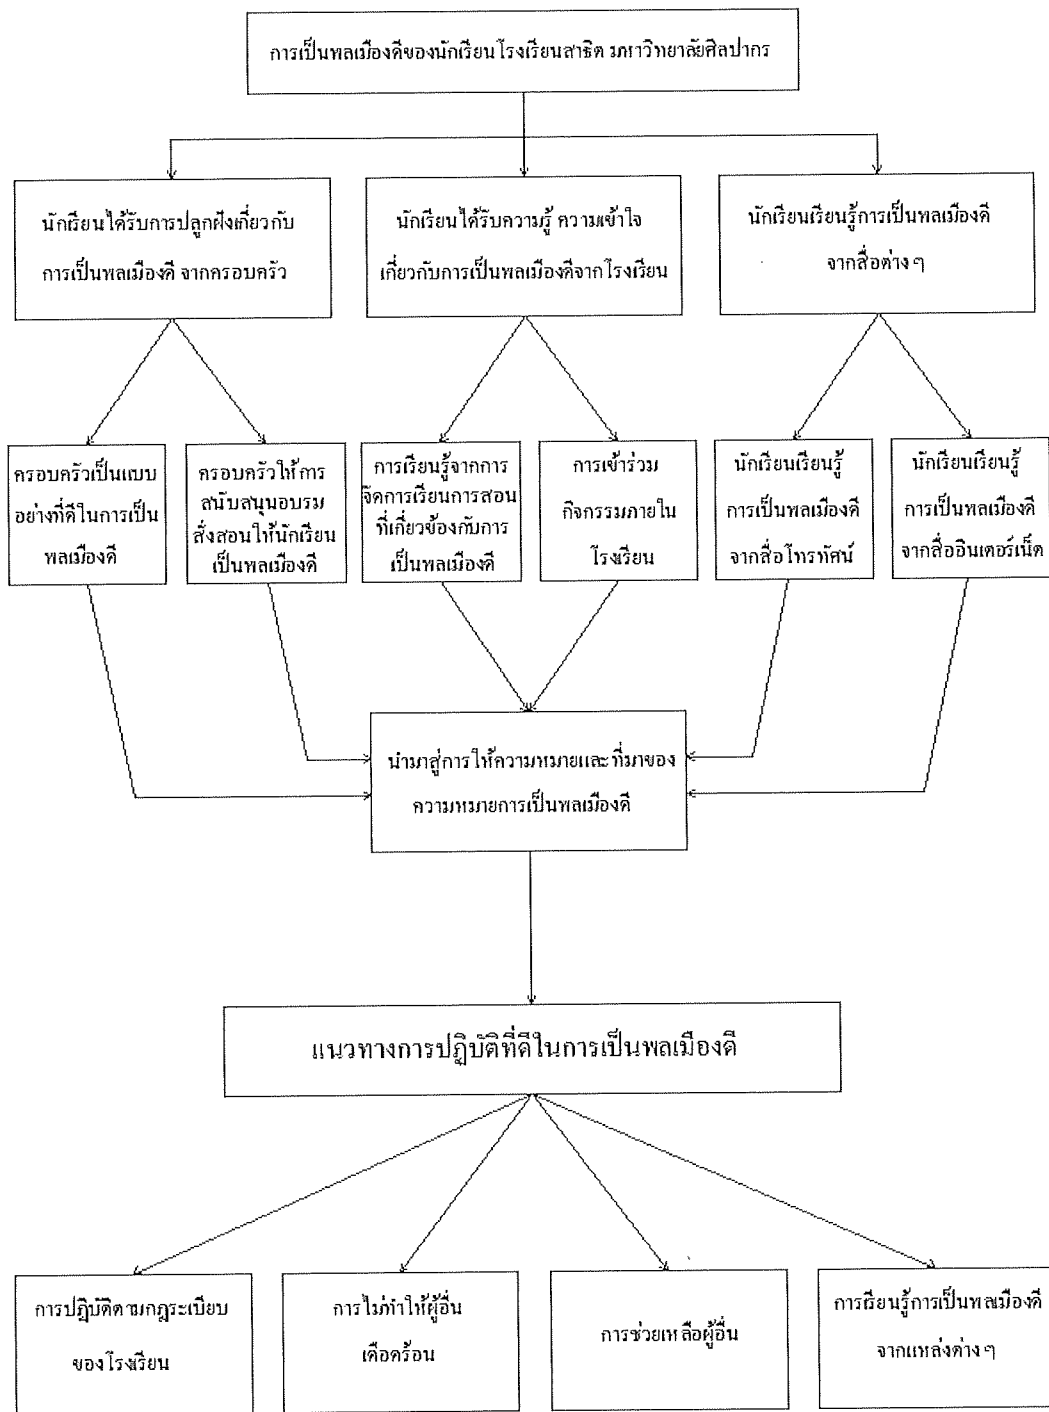 การเป็นพลเมืองดีของนักเรียนโรงเรียนสาธิต มหาวิทยาลัยศิลปากร
นักเรียนได้รับการปลูกฝังเกี่ยวกับ
การเป็นพลเมืองดี จากครอบครัว
นักเรียนได้รับความรู้ ความเข้าใจ
เกี่ยวกับการเป็นพลเมืองดีจากโรงเรียน
นักเรียนเรียนรู้การเป็นพลเมืองดี
จากสื่อต่างๆ
ครอบครัวเป็นแบบ
อย่างที่ดีในการเป็น
พลเมืองดี
ครอบครัวให้การ
สนับสนุนอบรม
สั่งสอนให้นักเรียน
เป็นพลเมืองดี
การเรียนรู้จากการ
จัดการเรียนการสอน
ที่เกี่ยวข้องกับการ
เป็นพลเมืองดี
การเข้าร่วม
กิจกรรมภายใน
โรงเรียน
นักเรียนเรียนรู้
การเป็นพลเมืองดี
จากสื่อโทรทัศน์
นักเรียนเรียนรู้
การเป็นพลเมืองดี
จากสื่ออินเตอร์เน็ต
นำมาสู่การให้ความหมายและที่มาของ
ความหมายการเป็นพลเมืองดี
แนวทางการปฏิบัติที่ดีในการเป็นพลเมืองดี
การปฏิบัติตามกฎระเบียบ
ของโรงเรียน
การไม่ทำให้ผู้อื่น
เดือดร้อน
การช่วยเหลือผู้อื่น
การเรียนรู้การเป็นพลเมืองดี
จากแหล่งต่างๆ